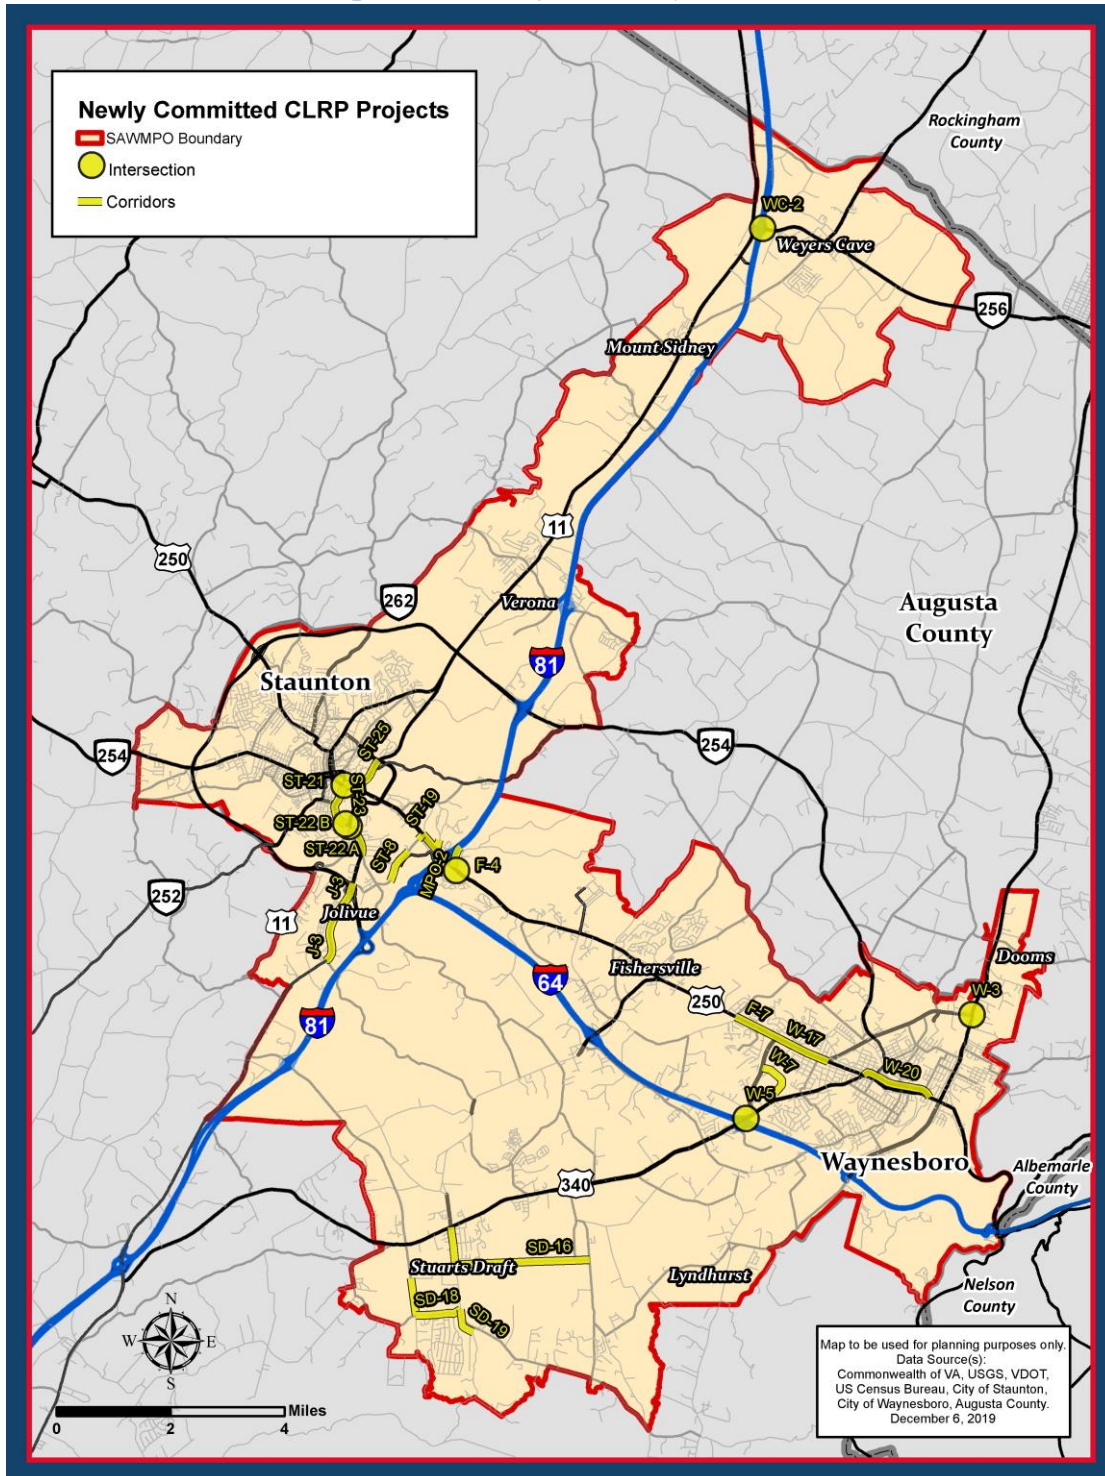 Newly Committed CLRP Projects
SAWMPO Boundary
Intersection
Corridors
Rockingham
County
WC-2
Weyers Cave
256
Mount Sidney
11
250
262
Verona
Augusta
County
81
Staunton
254
ST-25
254
ST-21
ST-23
ST-19
ST-22 B
ST-22 A
ST-8
MPO-2
F-4
252
J-3
11
Jolivue
J-3
Fishersville
Dooms
64
250
W-3
81
F-7
W-17
W-7
W-20
W-5
Waynesboro
Albemarle
County
340
SD-16
Stuarts Draft
Lyndhurst
SD-18
SD-19
Nelson
County
N
W E
S
Miles
0 2 4
Map to be used for planning purposes only.
Data Source(s):
Commonwealth of VA, USGS, VDOT,
US Census Bureau, City of Staunton,
City of Waynesboro, Augusta County.
December 6, 2019